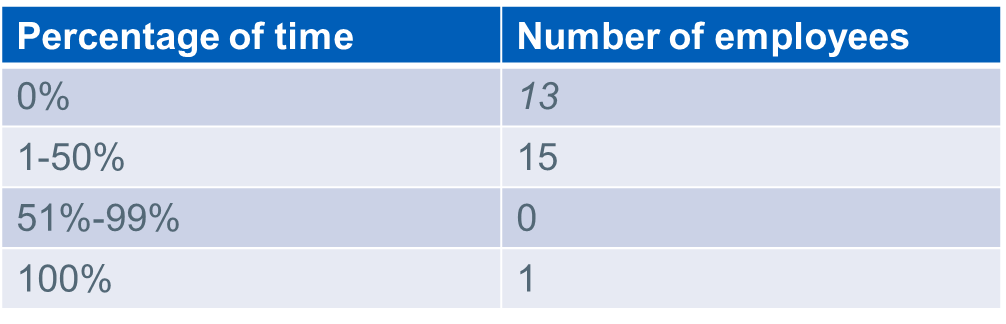 Percentage of time Number of employees
0% 13
1-50% 15
51%-99% 0
100% 1